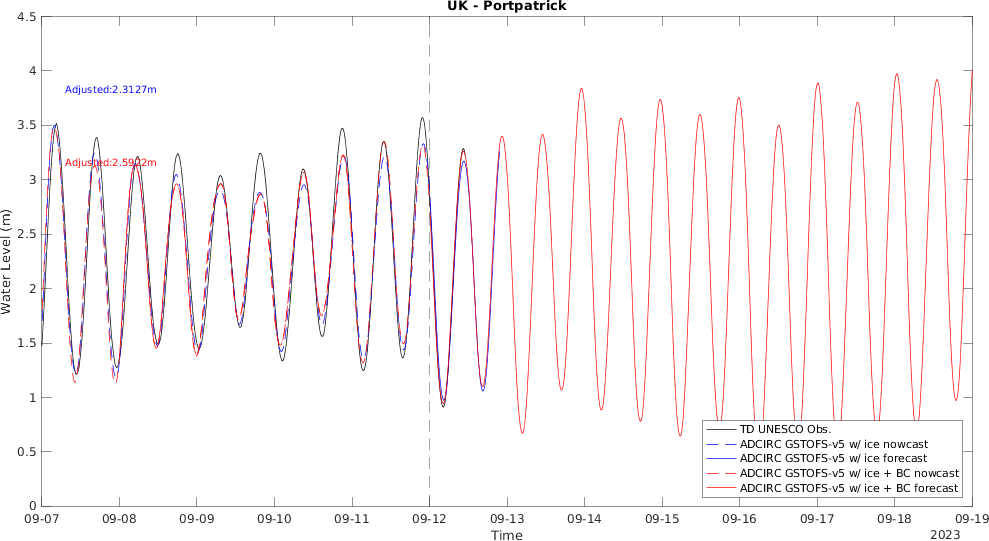 UK - Portpatrick
4.5
4
3.5
3
2.5
2
1.5
1
0.5
0
Water Level (m)
Adjusted:2.3127m
TD UNESCO Obs.
ADCIRC GSTOFS-v5 w/ ice nowcast
ADCIRC GSTOFS-v5 w/ ice forecast
ADCIRC GSTOFS-v5 w/ ice + BC nowcast
ADCIRC GSTOFS-v5 w/ ice + BC forecast
09-07 09-08 09-09 09-10 09-11 09-12 09-13 09-14 09-15 09-16 09-17 09-18 09-19
Time
2023